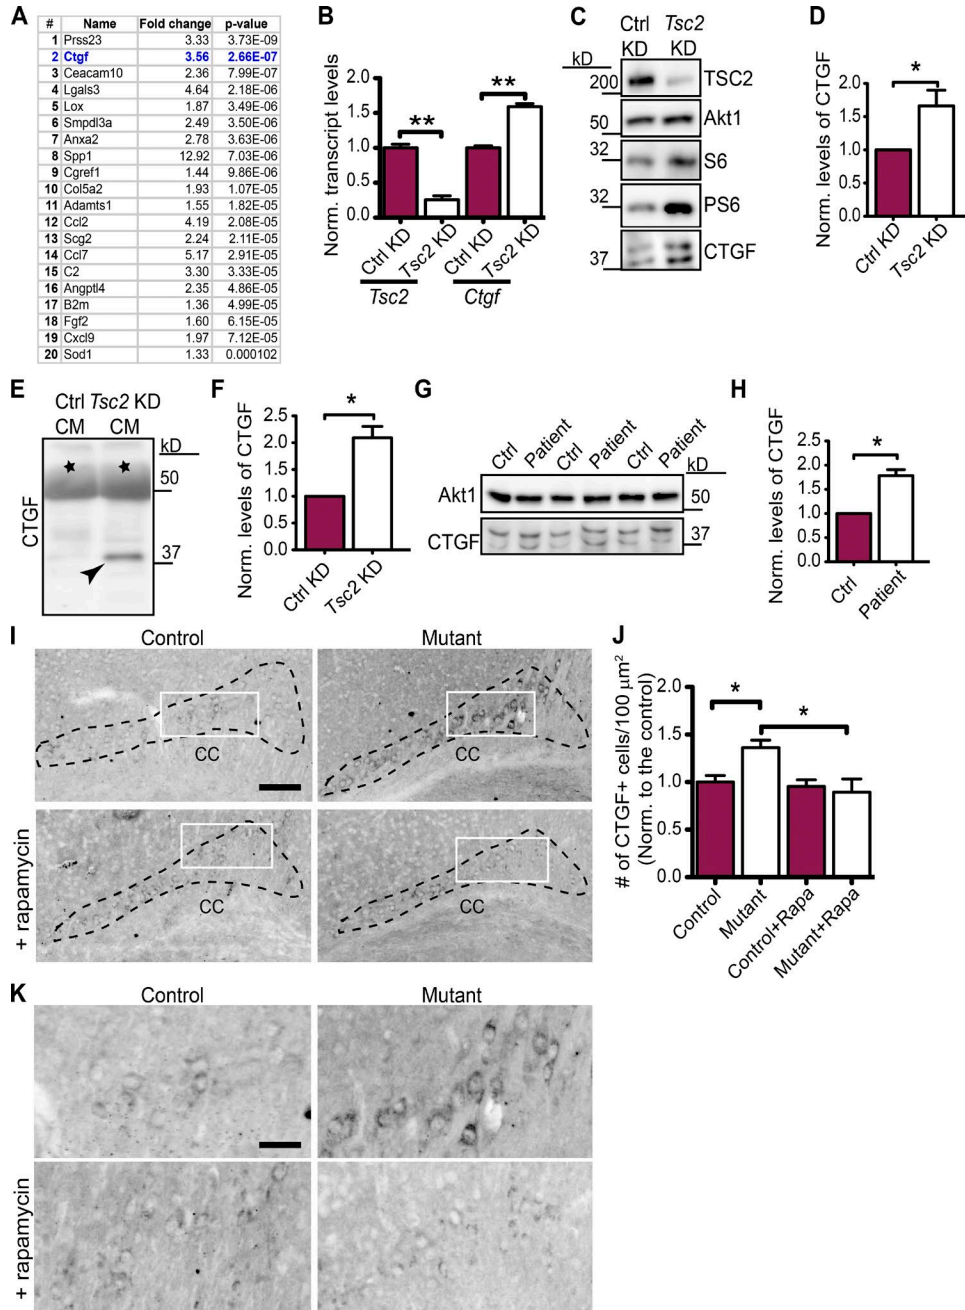 A
# Name Fold change p-value
1 Prss23 3.33 3.73E-09
2 Ctgf 3.56 2.66E-07
3 Ceacam10 2.36 7.99E-07
4 Lgals3 4.64 2.18E-06
5 Lox 1.87 3.49E-06
6 Smpdl3a 2.49 3.50E-06
7 Anxa2 2.78 3.63E-06
8 Spp1 12.92 7.03E-06
9 Cgref1 1.44 9.86E-06
10 Col5a2 1.93 1.07E-05
11 Adamts1 1.55 1.82E-05
12 Ccl2 4.19 2.08E-05
13 Scg2 2.24 2.11E-05
14 Ccl7 5.17 2.91E-05
15 C2 3.30 3.33E-05
16 Angptl4 2.35 4.86E-05
17 B2m 1.36 4.99E-05
18 Fgf2 1.60 6.15E-05
19 Cxcl9 1.97 7.12E-05
20 Sod1 1.33 0.000102
B
Norm. transcript levels
2.0
1.5
1.0
0.5
0.0
** **
Ctrl KD Tsc2 KD Ctrl KD Tsc2 KD
Tsc2 Ctgf
C
Ctrl Tsc2
kD KD KD
200 TSC2
50 Akt1
32 S6
32 PS6
37 CTGF
D
Norm. levels of CTGF
2.0
1.5
1.0
0.5
0.0
*
Ctrl KD Tsc2 KD
E
Ctrl Tsc2 KD
CM CM
kD
50
37
CTGF
F
Norm. levels of CTGF
2.5
2.0
1.5
1.0
0.5
0.0
*
Ctrl KD Tsc2 KD
G
Ctrl Patient Ctrl Patient Ctrl Patient
kD
Akt1 50
CTGF 37
H
Norm. levels of CTGF
2.5
2.0
1.5
1.0
0.5
0.0
*
Ctrl Patient
I
Control Mutant
CC CC
+ rapamycin
CC CC
J
# of CTGF+ cells/100 µm²
(Norm. to the control)
2.0
1.5
1.0
0.5
0.0
* *
Control Mutant Control+Rapa Mutant+Rapa
K
Control Mutant
+ rapamycin